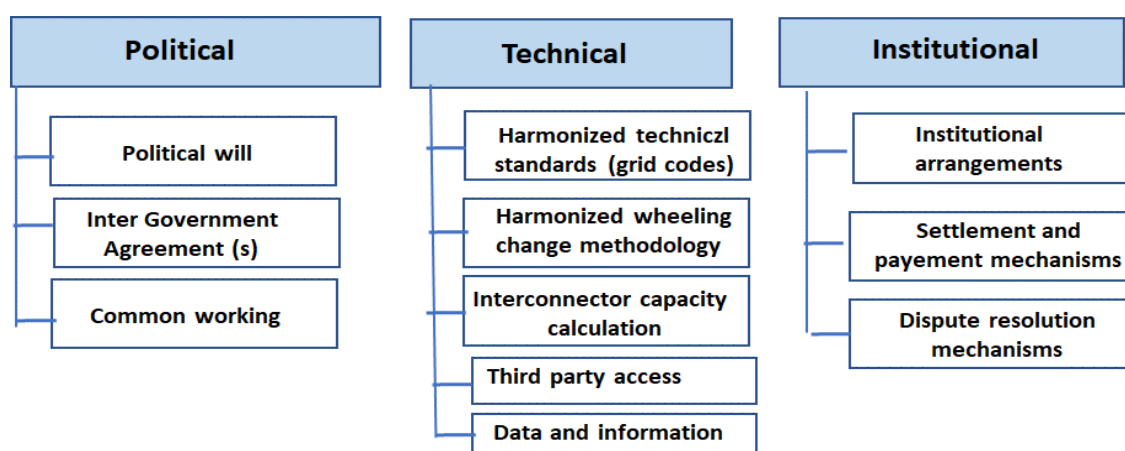 Political
Political will
Inter Government
Agreement (s)
Common working
Technical
Harmonized techniczl
standards (grid codes)
Harmonized wheeling
change methodology
Interconnector capacity
calculation
Third party access
Data and information
Institutional
Institutional
arrangements
Settlement and
payement mechanisms
Dispute resolution
mechanisms